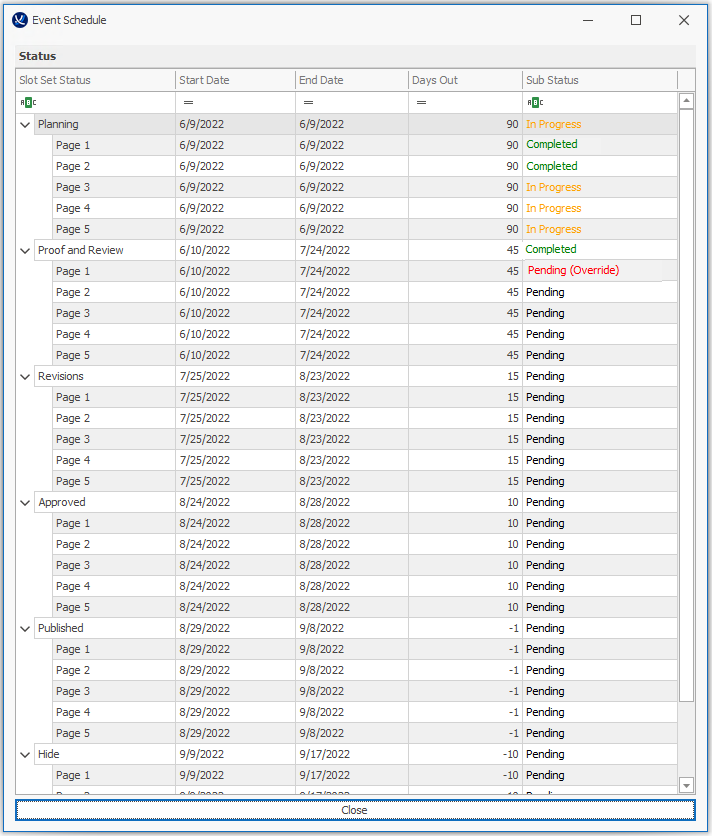 Event Schedule
Status
Slot Set Status Start Date End Date Days Out Sub Status
ABC = = = ABC
Planning 6/9/2022 6/9/2022 90 In Progress
Page 1 6/9/2022 6/9/2022 90 Completed
Page 2 6/9/2022 6/9/2022 90 Completed
Page 3 6/9/2022 6/9/2022 90 In Progress
Page 4 6/9/2022 6/9/2022 90 In Progress
Page 5 6/9/2022 6/9/2022 90 In Progress
Proof and Review 6/10/2022 7/24/2022 45 Completed
Page 1 6/10/2022 7/24/2022 45 Pending (Override)
Page 2 6/10/2022 7/24/2022 45 Pending
Page 3 6/10/2022 7/24/2022 45 Pending
Page 4 6/10/2022 7/24/2022 45 Pending
Page 5 6/10/2022 7/24/2022 45 Pending
Revisions 7/25/2022 8/23/2022 15 Pending
Page 1 7/25/2022 8/23/2022 15 Pending
Page 2 7/25/2022 8/23/2022 15 Pending
Page 3 7/25/2022 8/23/2022 15 Pending
Page 4 7/25/2022 8/23/2022 15 Pending
Page 5 7/25/2022 8/23/2022 15 Pending
Approved 8/24/2022 8/28/2022 10 Pending
Page 1 8/24/2022 8/28/2022 10 Pending
Page 2 8/24/2022 8/28/2022 10 Pending
Page 3 8/24/2022 8/28/2022 10 Pending
Page 4 8/24/2022 8/28/2022 10 Pending
Page 5 8/24/2022 8/28/2022 10 Pending
Published 8/29/2022 9/8/2022 -1 Pending
Page 1 8/29/2022 9/8/2022 -1 Pending
Page 2 8/29/2022 9/8/2022 -1 Pending
Page 3 8/29/2022 9/8/2022 -1 Pending
Page 4 8/29/2022 9/8/2022 -1 Pending
Page 5 8/29/2022 9/8/2022 -1 Pending
Hide 9/9/2022 9/17/2022 -10 Pending
Page 1 9/9/2022 9/17/2022 -10 Pending
Close